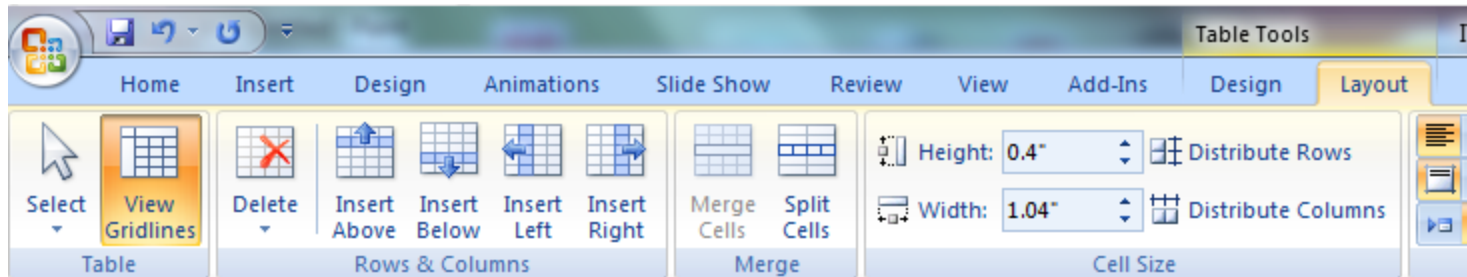 Table Tools
Home Insert Design Animations Slide Show Review View Add-Ins Design Layout
Height: 0.4" Distribute Rows
Select View Gridlines Delete Insert Above Insert Below Insert Left Insert Right Merge Cells Split Cells
Width: 1.04" Distribute Columns
Table Rows & Columns Merge Cell Size